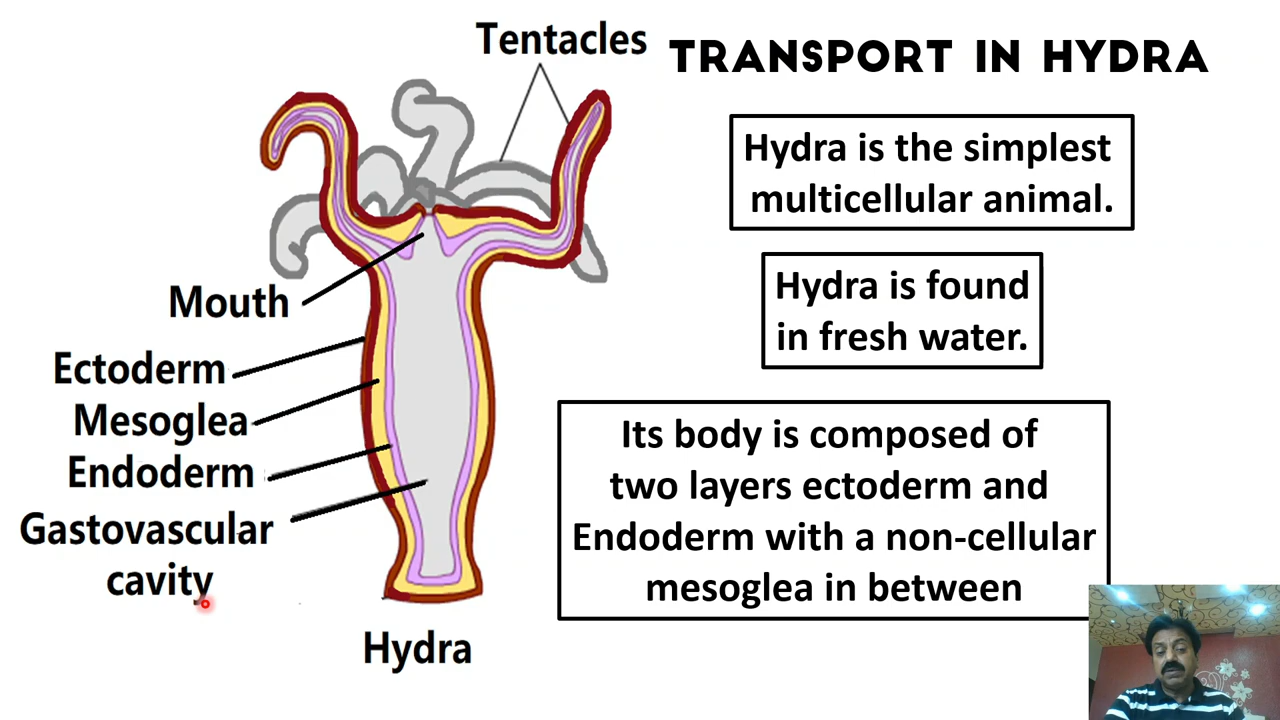 Tentacles
TRANSPORT IN HYDRA
Hydra is the simplest
multicellular animal.
Hydra is found
in fresh water.
Mouth
Ectoderm
Mesoglea
Endoderm
Gastovascular
cavity
Its body is composed of
two layers ectoderm and
Endoderm with a non-cellular
mesoglea in between
Hydra